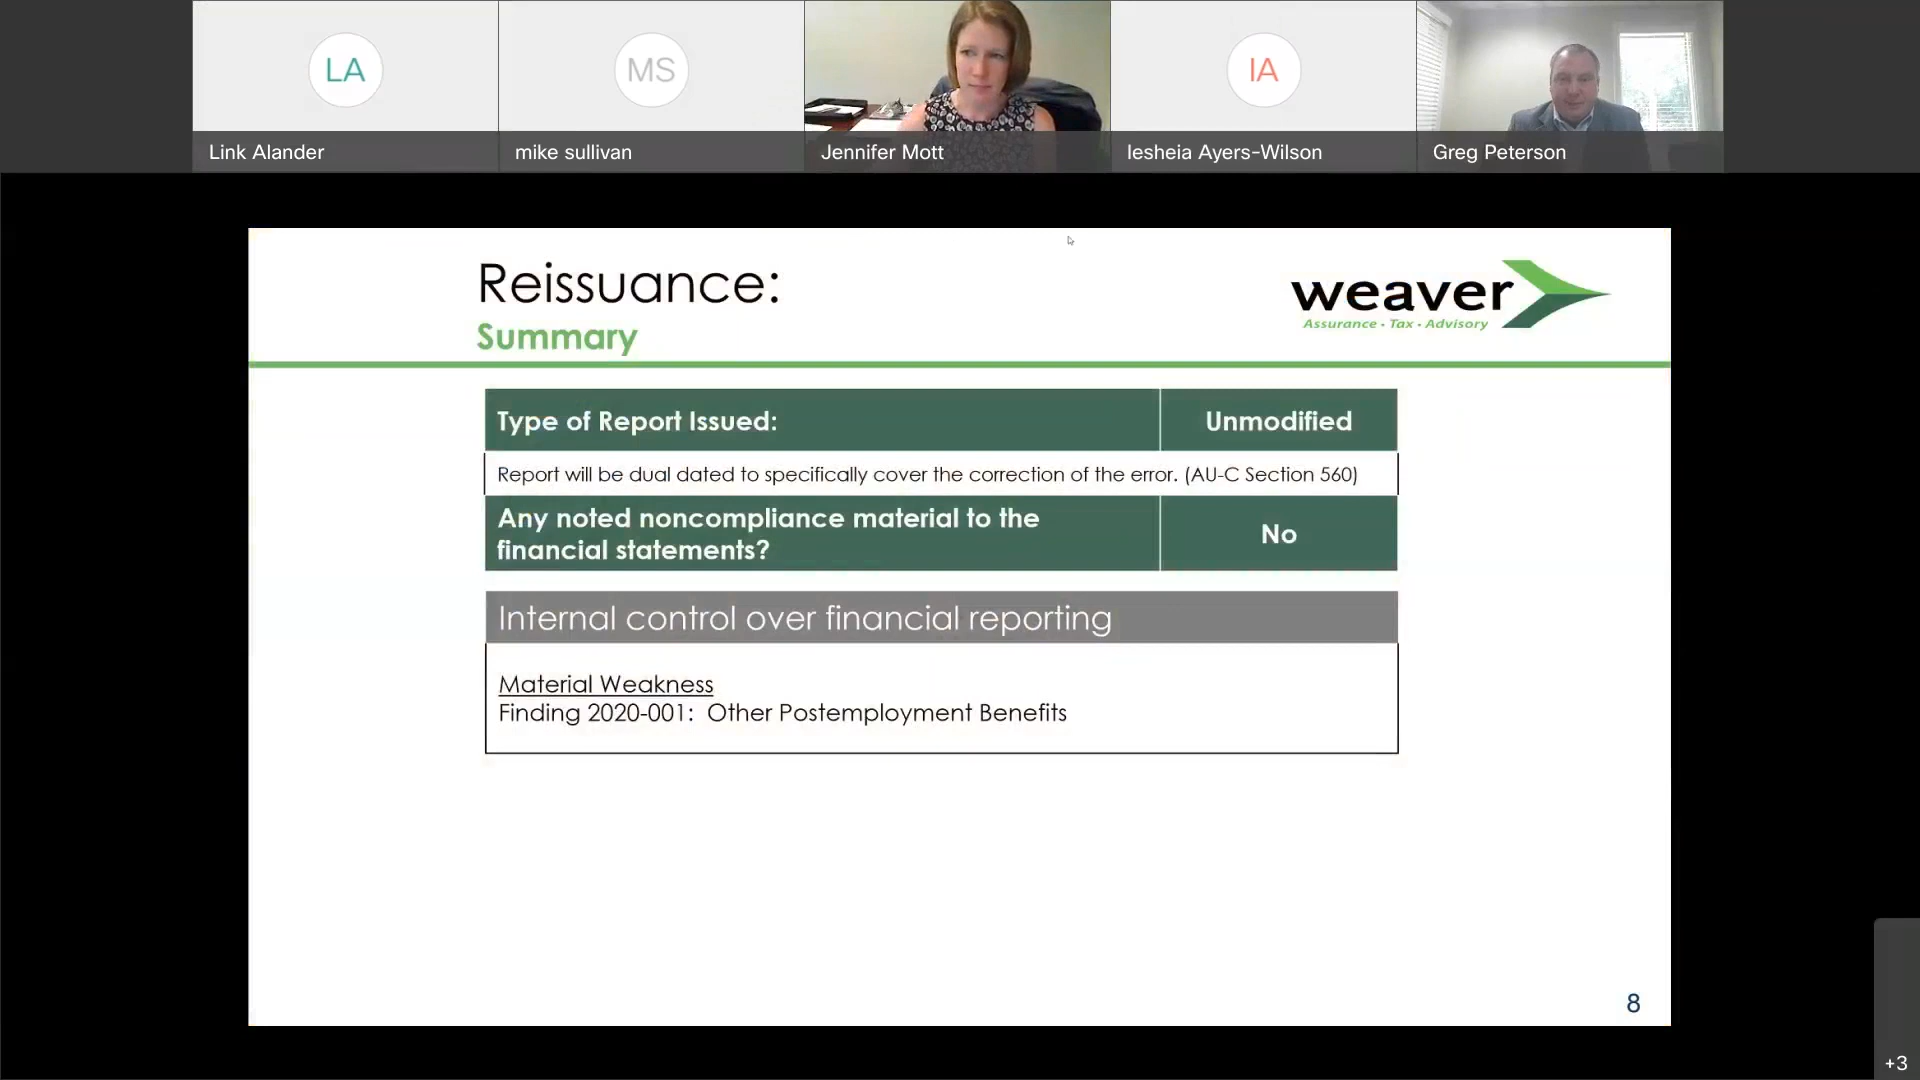 LA
MS
IA
Link Alander
mike sullivan
Jennifer Mott
Iesheia Ayers-Wilson
Greg Peterson
Reissuance:
Summary
weaver
Assurance • Tax • Advisory
Type of Report Issued:
Unmodified
Report will be dual dated to specifically cover the correction of the error. (AU-C Section 560)
Any noted noncompliance material to the
financial statements?
No
Internal control over financial reporting
Material Weakness
Finding 2020-001:  Other Postemployment Benefits
8
+3